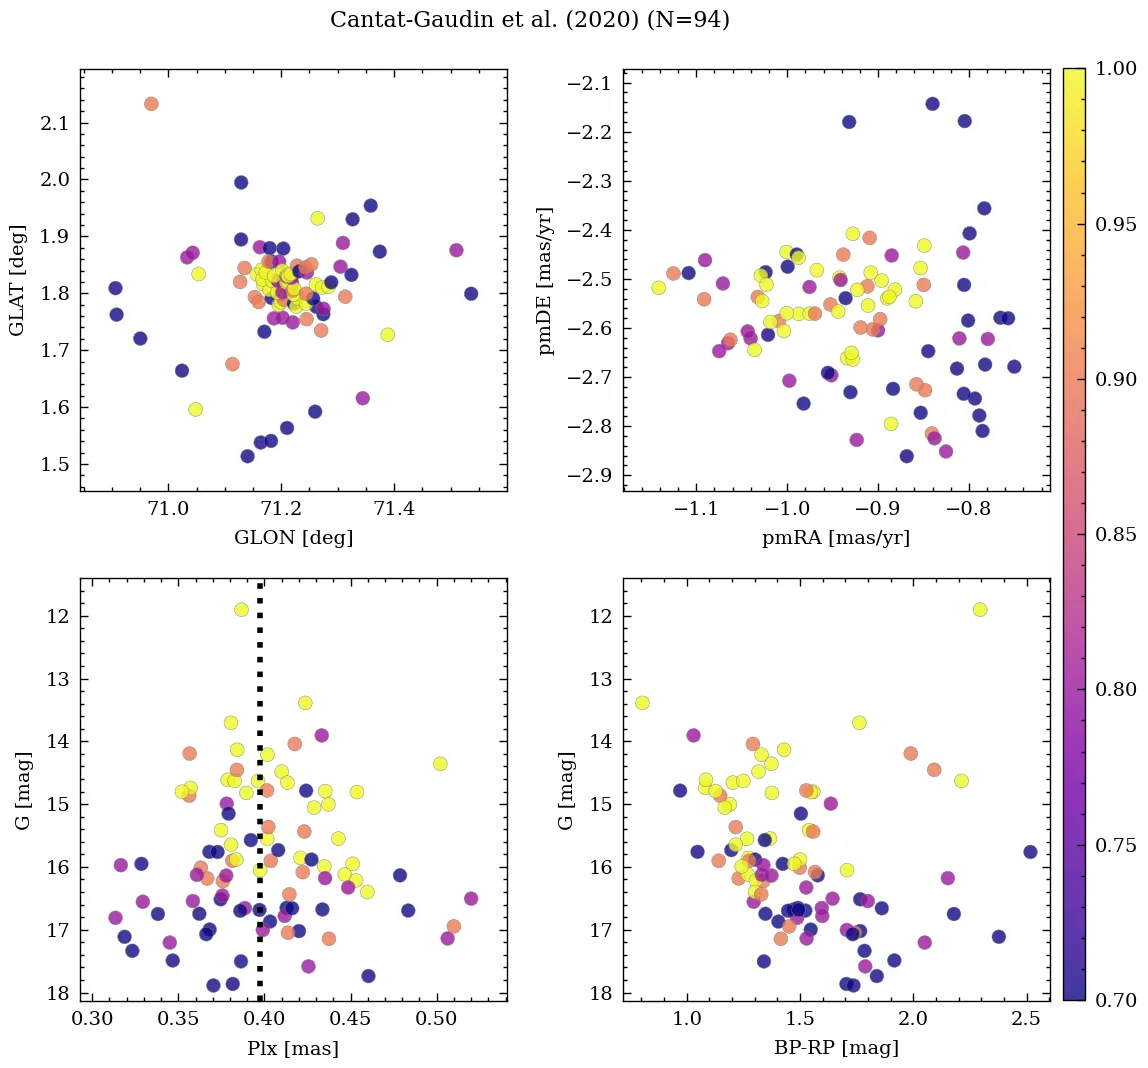 Cantat-Gaudin et al. (2020) (N=94)
2.1
2.0
1.9
1.8
1.7
1.6
1.5
GLAT [deg]
71.0 71.2 71.4
GLON [deg]
−2.1
−2.2
−2.3
−2.4
−2.5
−2.6
−2.7
−2.8
−2.9
pmDE [mas/yr]
−1.1 −1.0 −0.9 −0.8
pmRA [mas/yr]
12
13
14
15
16
17
18
G [mag]
0.30 0.35 0.40 0.45 0.50
Plx [mas]
12
13
14
15
16
17
18
G [mag]
1.0 1.5 2.0 2.5
BP-RP [mag]
1.00
0.95
0.90
0.85
0.80
0.75
0.70